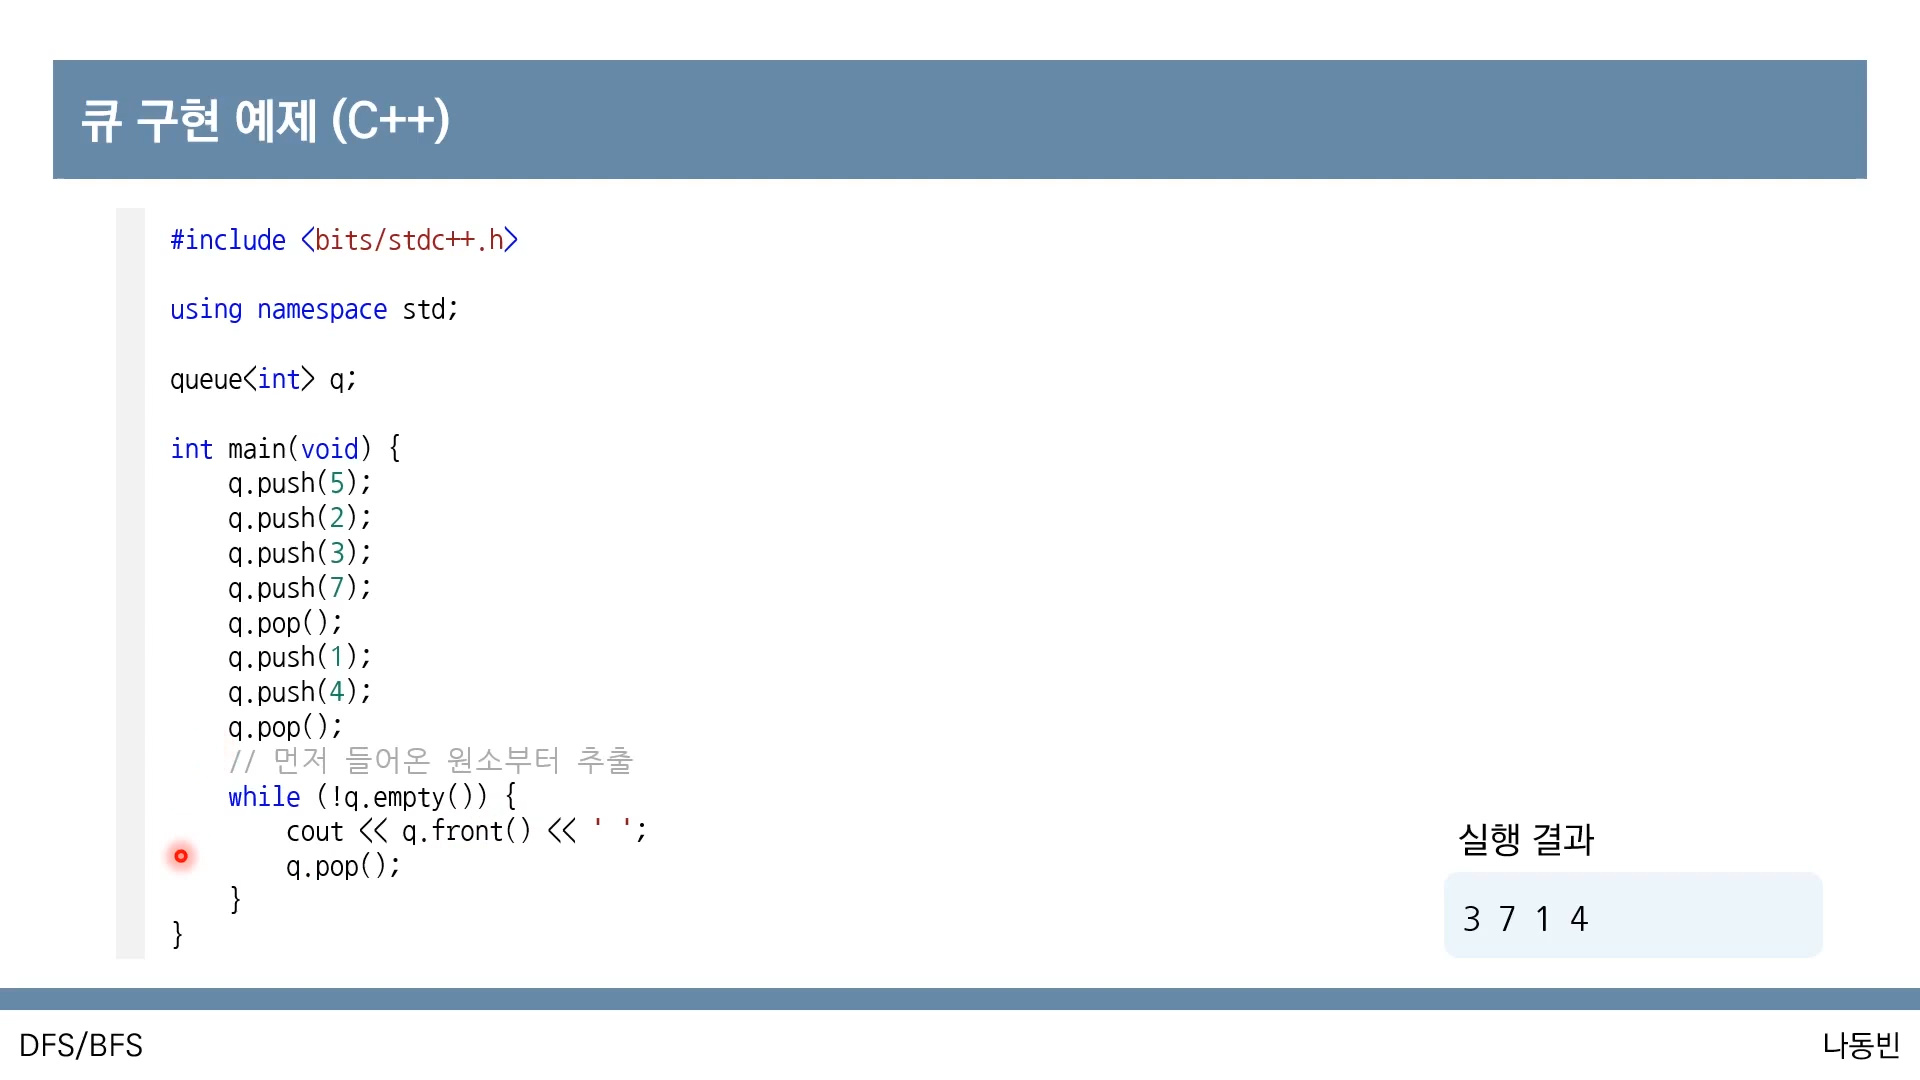 큐 구현 예제 (C++)
#include <bits/stdc++.h>
using namespace std;
queue<int> q;
int main(void) {
q.push(5);
q.push(2);
q.push(3);
q.push(7);
q.pop();
q.push(1);
q.push(4);
q.pop();
// 먼저 들어온 원소부터 추출
while (!q.empty()) {
cout << q.front() << ' ';
q.pop();
}
}
실행 결과
3 7 1 4
DFS/BFS
나동빈